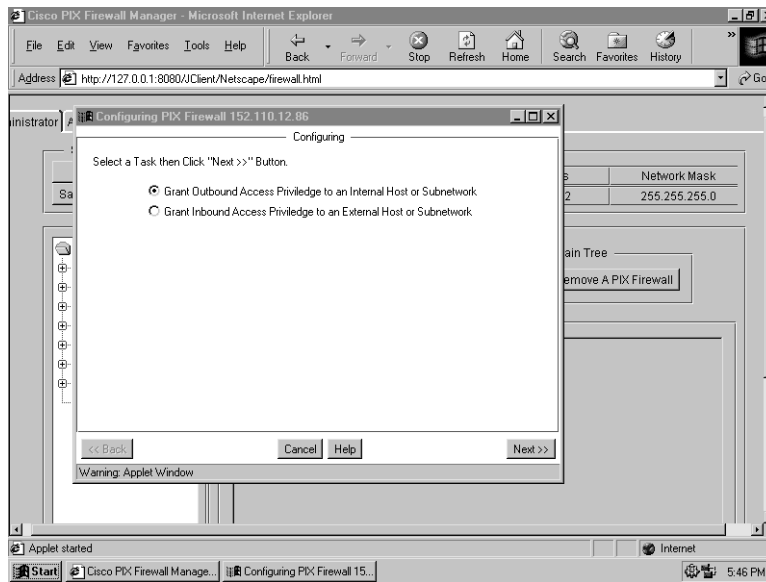 Cisco PIX Firewall Manager - Microsoft Internet Explorer
File Edit View Favorites Tools Help
Back Forward Stop Refresh Home Search Favorites History »
Address http://127.0.0.1:8080/JClient/Netscape/firewall.html Go
inistrator
Configuring PIX Firewall 152.110.12.86
Configuring
Select a Task then Click "Next >>" Button.
Grant Outbound Access Priviledge to an Internal Host or Subnetwork
Grant Inbound Access Priviledge to an External Host or Subnetwork
s Network Mask
Sa 2 255.255.255.0
ain Tree
emove A PIX Firewall
<< Back Cancel Help Next >>
Warning: Applet Window
Applet started Internet
Start Cisco PIX Firewall Manage... Configuring PIX Firewall 15... 5:46 PM